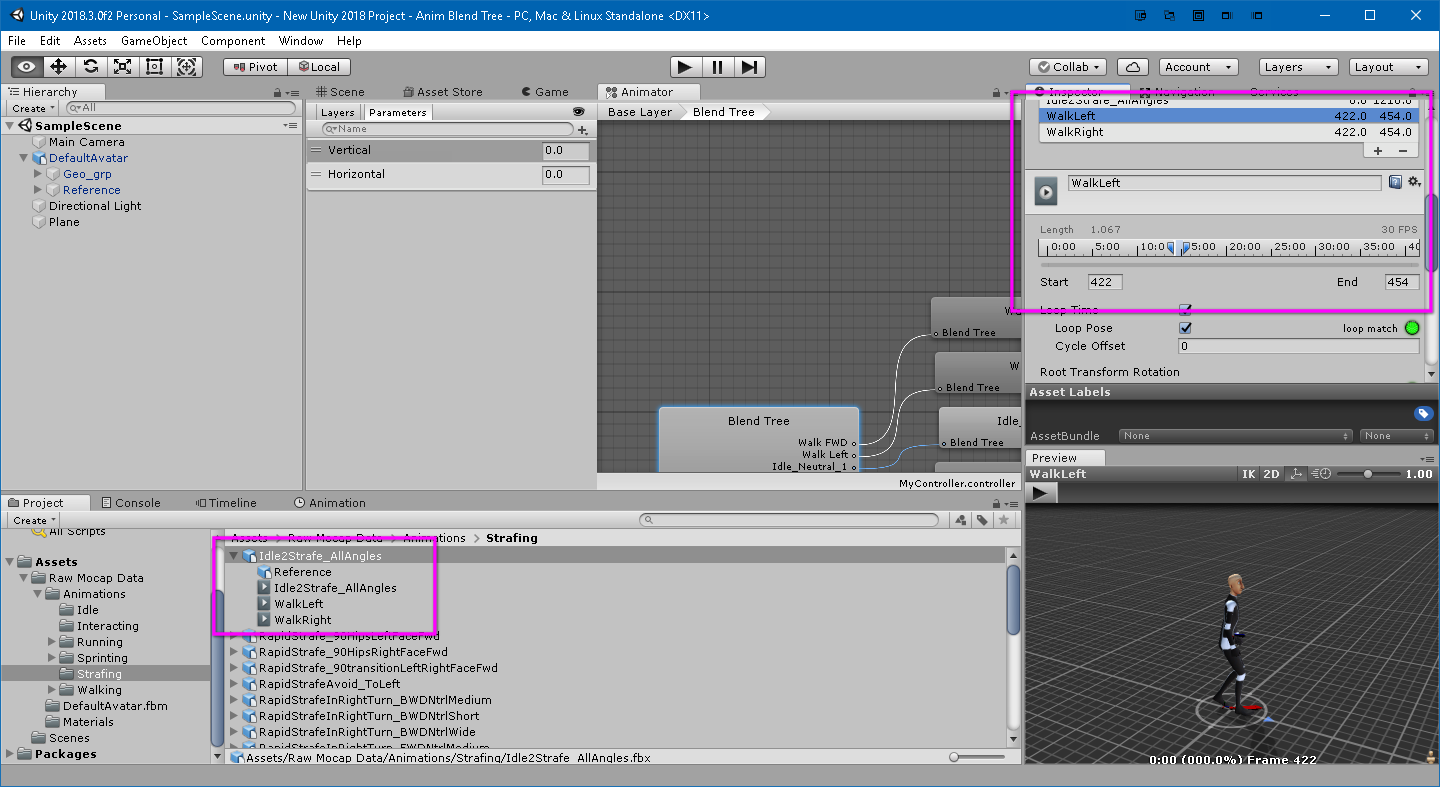 Unity 2018.3.0f2 Personal - SampleScene.unity - New Unity 2018 Project - Anim Blend Tree - PC, Mac & Linux Standalone <DX11>
File Edit Assets GameObject Component Window Help
Pivot Local Collab Account Layers Layout
Hierarchy
Create All
SampleScene
Main Camera
DefaultAvatar
Geo_grp
Reference
Directional Light
Plane
Scene Asset Store Game Animator
Layers Parameters
Name
Vertical 0.0
Horizontal 0.0
Base Layer Blend Tree
Blend Tree
Blend Tree
Blend Tree
Walk FWD
Walk Left
Idle_Neutral_1
Idle_
Blend Tree
MyController.controller
Inspector Navigation Services
Idle2Strafe_AllAngles 0.0 1216.0
WalkLeft 422.0 454.0
WalkRight 422.0 454.0
+ -
WalkLeft
Length 1.067 30 FPS
0:00 5:00 10:0 5:00 20:00 25:00 30:00 35:00 40
Start 422 End 454
Loop Time
Loop Pose loop match
Cycle Offset 0
Root Transform Rotation
Asset Labels
AssetBundle None None
Preview
WalkLeft IK 2D 1.00
0:00 (000.0%) Frame 422
Project Console Timeline Animation
Create
All Scripts
Assets
Raw Mocap Data
Animations
Idle
Interacting
Running
Sprinting
Strafing
Walking
DefaultAvatar.fbm
Materials
Scenes
Packages
Assets Raw Mocap Data Animations Strafing
Idle2Strafe_AllAngles
Reference
Idle2Strafe_AllAngles
WalkLeft
WalkRight
RapidStrafe_90HipsLeftFaceFwd
RapidStrafe_90HipsRightFaceFwd
RapidStrafe_90transitionLeftRightFaceFwd
RapidStrafeAvoid_ToLeft
RapidStrafeInRightTurn_BWDNtrlMedium
RapidStrafeInRightTurn_BWDNtrlShort
RapidStrafeInRightTurn_BWDNtrlWide
RapidStrafeInRightTurn_FWDNtrlMedium
Assets/Raw Mocap Data/Animations/Strafing/Idle2Strafe_AllAngles.fbx